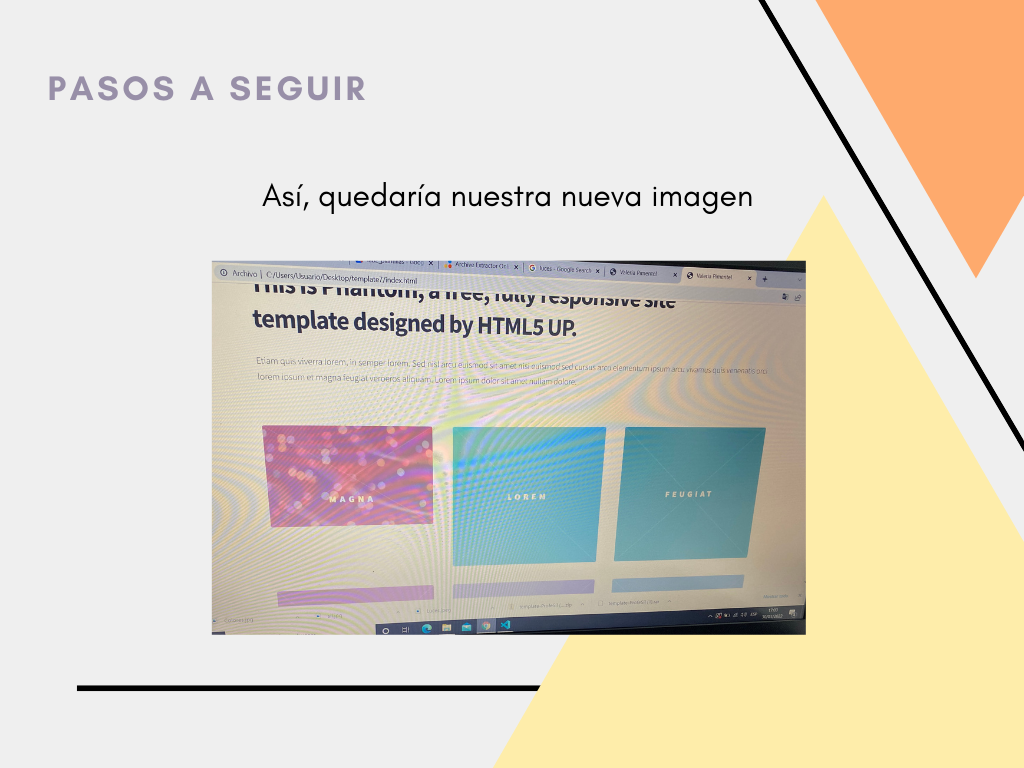 PASOS A SEGUIR
Así, quedaría nuestra nueva imagen
Archive Extractor Onl
luces - Google Search
Valeria Pimentel
Valeria Pimentel
Archivo | C:/Users/Usuario/Desktop/template7/index.html
This is Phantom, a free, fully responsive site
template designed by HTML5 UP.
Etiam quis viverra lorem, in semper lorem. Sed nisl arcu euismod sit amet nisi euismod sed cursus arcu elementum ipsum arcu vivamus quis venenatis orci
lorem ipsum et magna feugiat veroeros aliquam. Lorem ipsum dolor sit amet nullam dolore.
MAGNA
LOREM
FEUGIAT